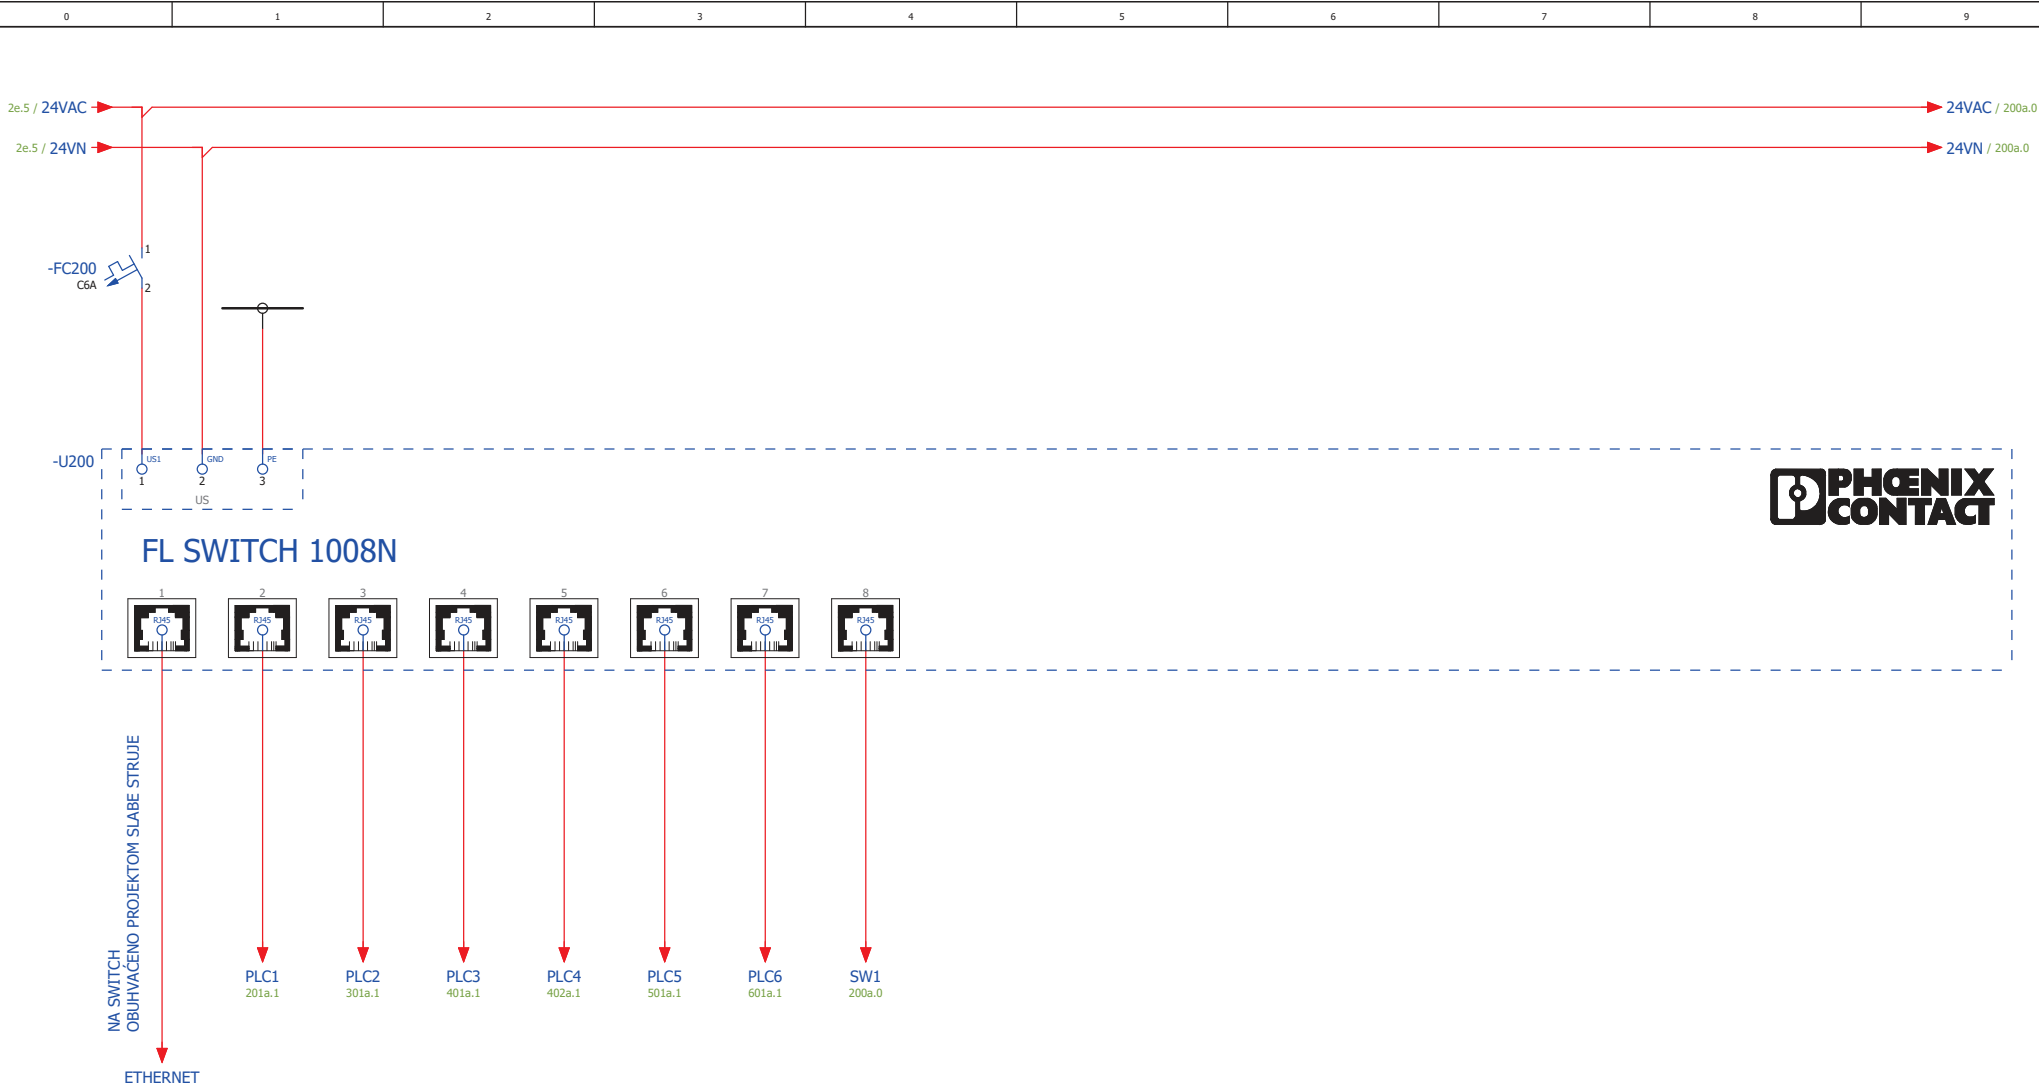 0 1 2 3 4 5 6 7 8 9
2e.5 / 24VAC 24VAC / 200a.0
2e.5 / 24VN 24VN / 200a.0
1
-FC200
C6A
2
-U200
US1 GND PE
1 2 3
US
PHŒNIX
CONTACT
FL SWITCH 1008N
1 2 3 4 5 6 7 8
RJ45 RJ45 RJ45 RJ45 RJ45 RJ45 RJ45 RJ45
NA SWITCH
OBUHVAĆENO PROJEKTOM SLABE STRUJE
PLC1 PLC2 PLC3 PLC4 PLC5 PLC6 SW1
201a.1 301a.1 401a.1 402a.1 501a.1 601a.1 200a.0
ETHERNET